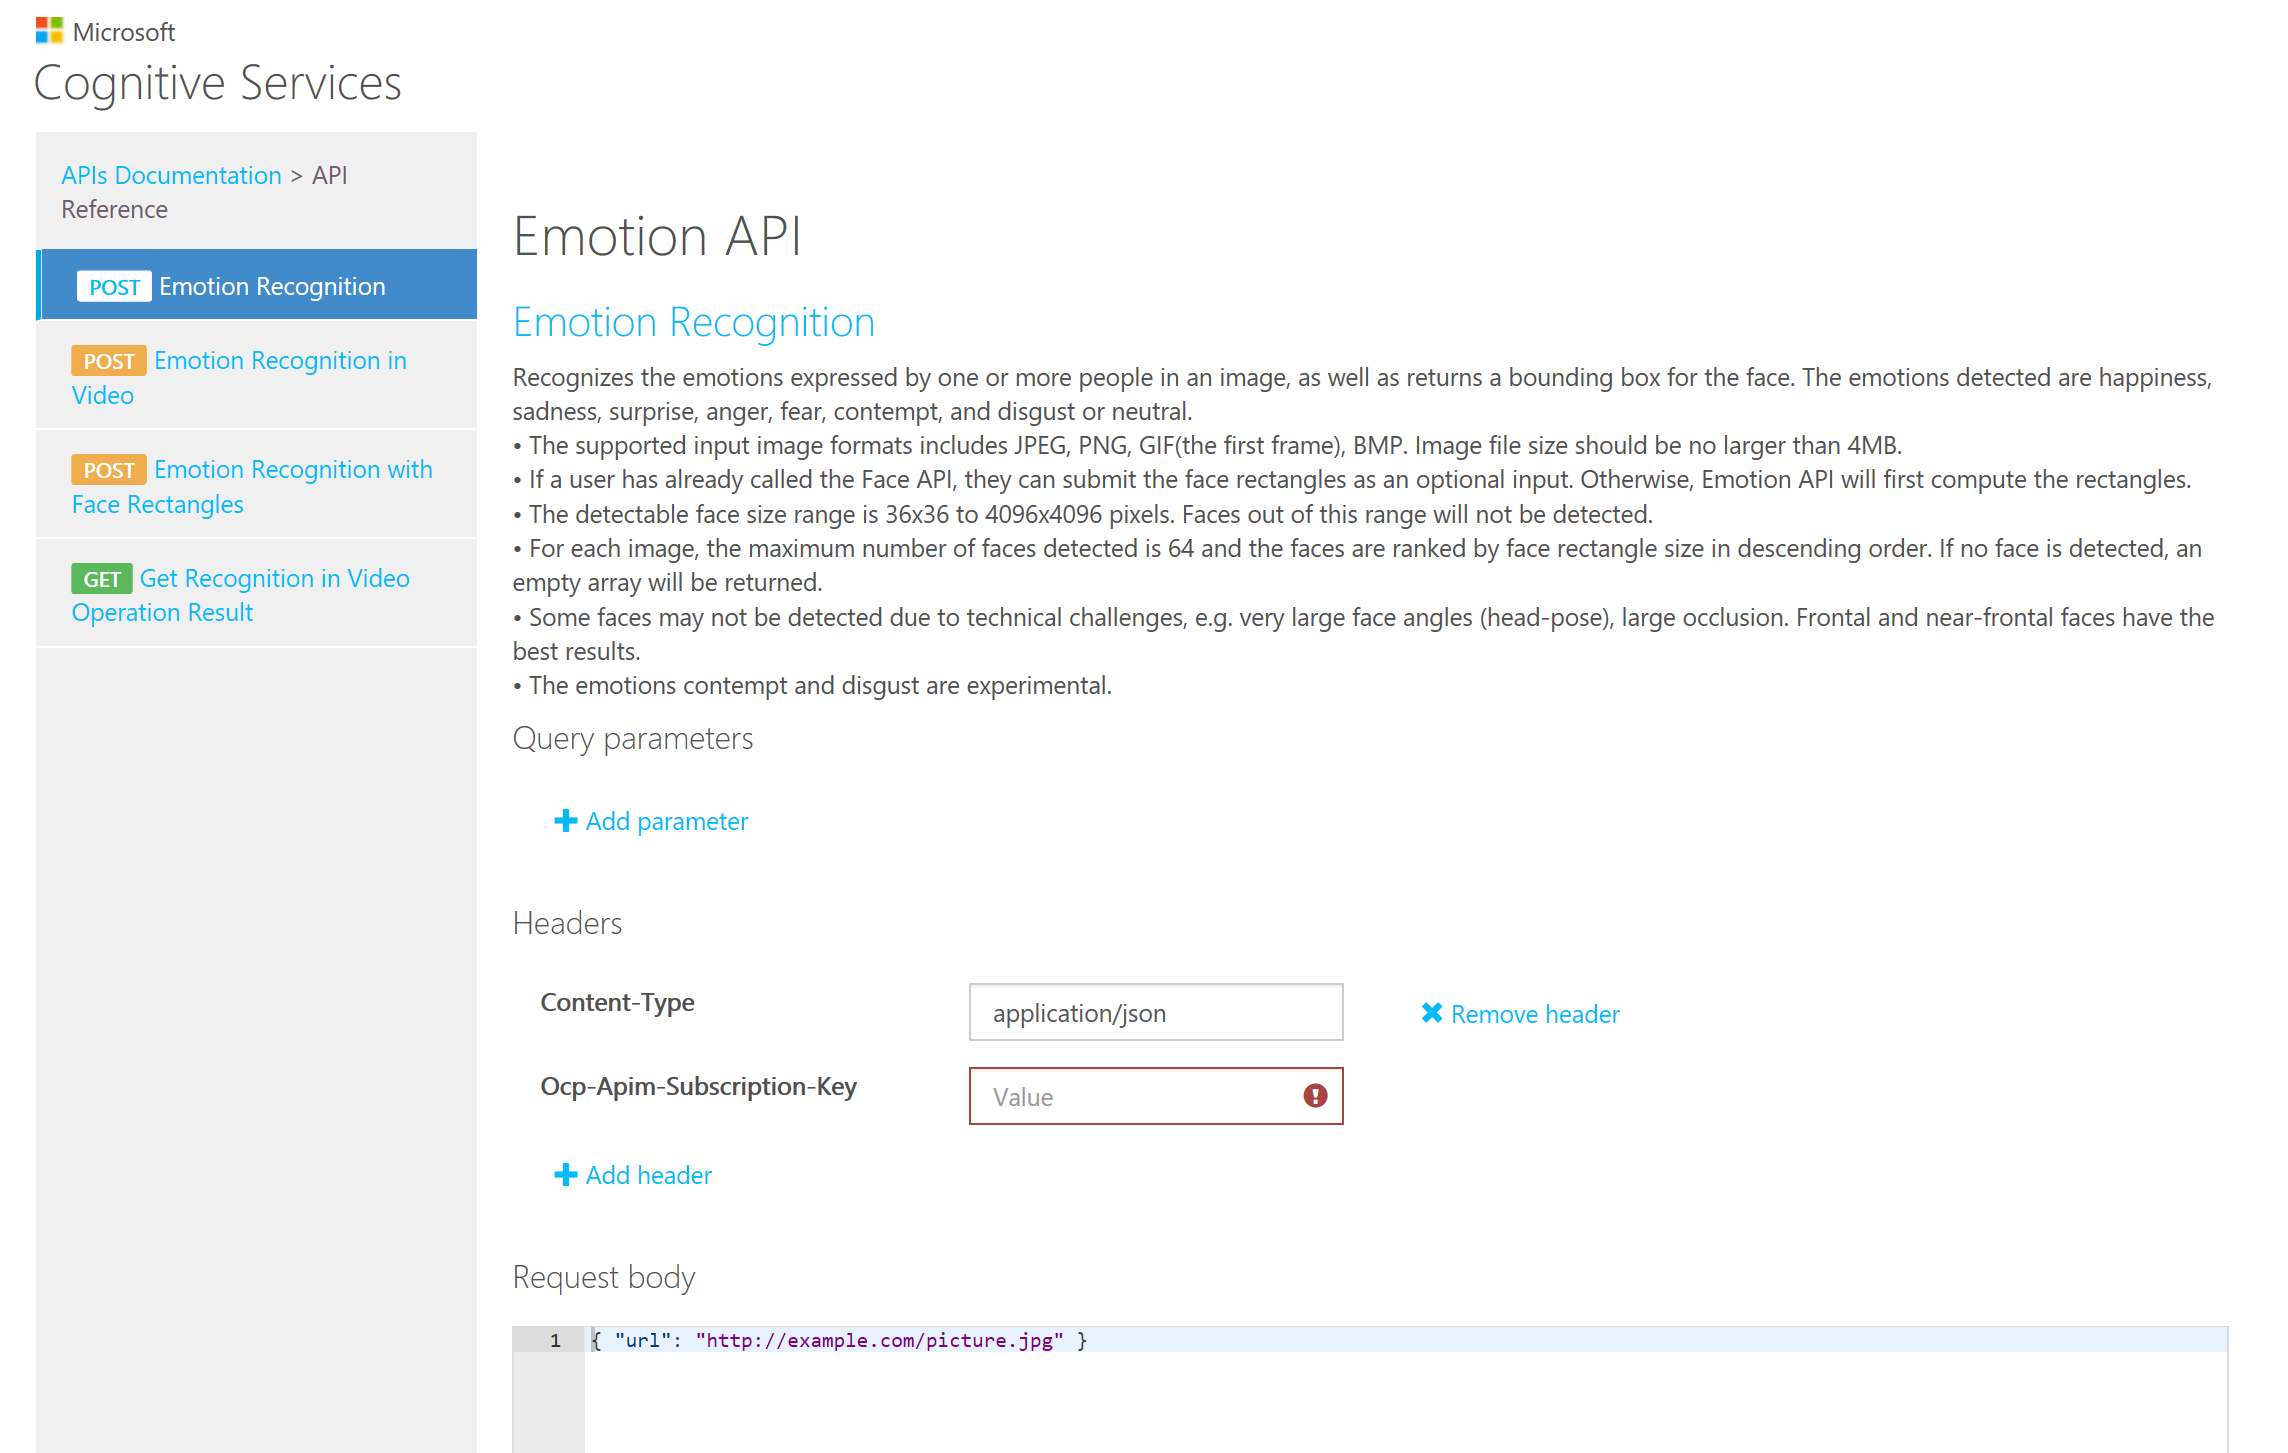 Microsoft
Cognitive Services
APIs Documentation > API
Reference
POST Emotion Recognition
POST Emotion Recognition in
Video
POST Emotion Recognition with
Face Rectangles
GET Get Recognition in Video
Operation Result
Emotion API
Emotion Recognition
Recognizes the emotions expressed by one or more people in an image, as well as returns a bounding box for the face. The emotions detected are happiness,
sadness, surprise, anger, fear, contempt, and disgust or neutral.
• The supported input image formats includes JPEG, PNG, GIF(the first frame), BMP. Image file size should be no larger than 4MB.
• If a user has already called the Face API, they can submit the face rectangles as an optional input. Otherwise, Emotion API will first compute the rectangles.
• The detectable face size range is 36x36 to 4096x4096 pixels. Faces out of this range will not be detected.
• For each image, the maximum number of faces detected is 64 and the faces are ranked by face rectangle size in descending order. If no face is detected, an
empty array will be returned.
• Some faces may not be detected due to technical challenges, e.g. very large face angles (head-pose), large occlusion. Frontal and near-frontal faces have the
best results.
• The emotions contempt and disgust are experimental.
Query parameters
Add parameter
Headers
Content-Type application/json Remove header
Ocp-Apim-Subscription-Key Value
Add header
Request body
1 { "url": "http://example.com/picture.jpg" }